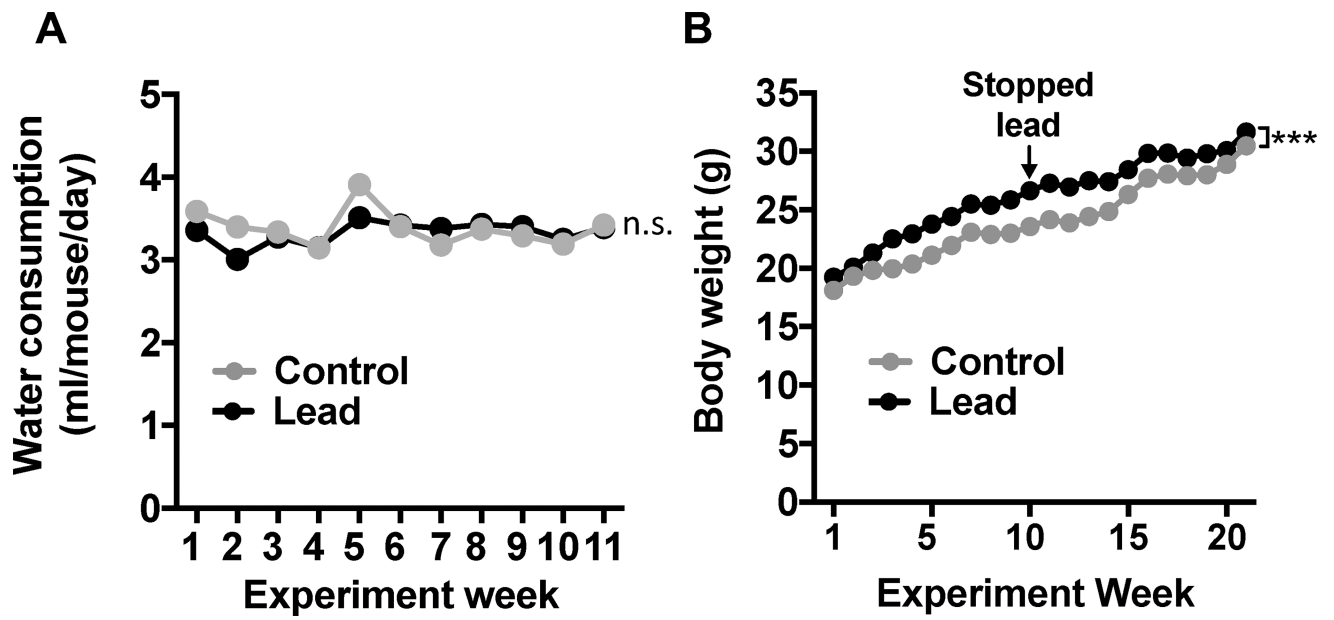 A
Water consumption
(ml/mouse/day)
5
4
3
2
1
0
n.s.
Control
Lead
1 2 3 4 5 6 7 8 9 10 11
Experiment week
B
Body weight (g)
35
30
25
20
15
10
5
0
Stopped
lead
***
Control
Lead
1 5 10 15 20
Experiment Week